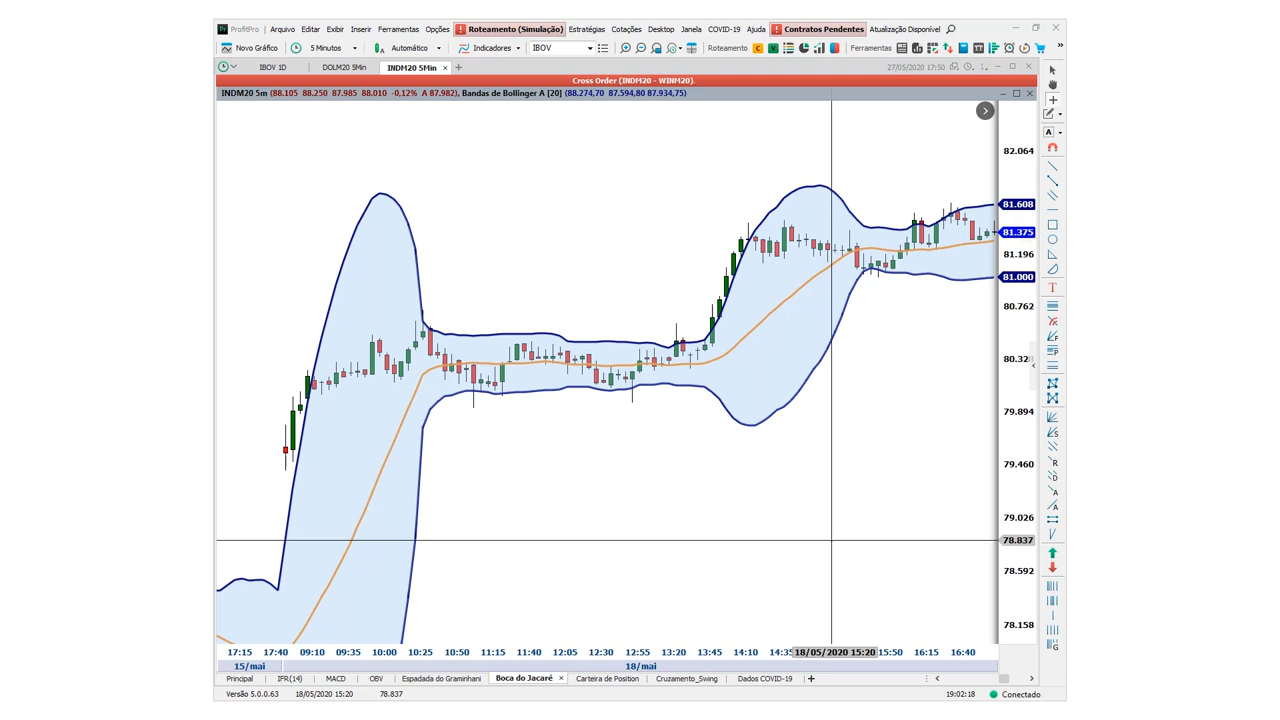 ProfitPro Arquivo Editar Exibir Inserir Ferramentas Opções Roteamento (Simulação) Estratégias Cotações Desktop Janela COVID-19 Ajuda Contratos Pendentes Atualização Disponível
Novo Gráfico 5 Minutos Automático Indicadores IBOV Roteamento Ferramentas
IBOV 1D DOLM20 5Min INDM20 5Min 27/05/2020 17:50
Cross Order (INDM20 - WINM20).
INDM20 5m (88.105 88.250 87.985 88.010 -0,12% A 87.982), Bandas de Bollinger A [20] (88.274,70 87.594,80 87.934,75)
82.064
81.608
81.375
81.196
81.000
80.762
80.328
79.894
79.460
79.026
78.837
78.592
78.158
17:15 17:40 09:10 09:35 10:00 10:25 10:50 11:15 11:40 12:05 12:30 12:55 13:20 13:45 14:10 14:35 18/05/2020 15:20 15:50 16:15 16:40
15/mai 18/mai
Principal IFR(14) MACD OBV Espadada do Graminhani Boca do Jacaré Carteira de Position Cruzamento_Swing Dados COVID-19
Versão 5.0.0.63 18/05/2020 15:20 78.837 19:02:18 Conectado